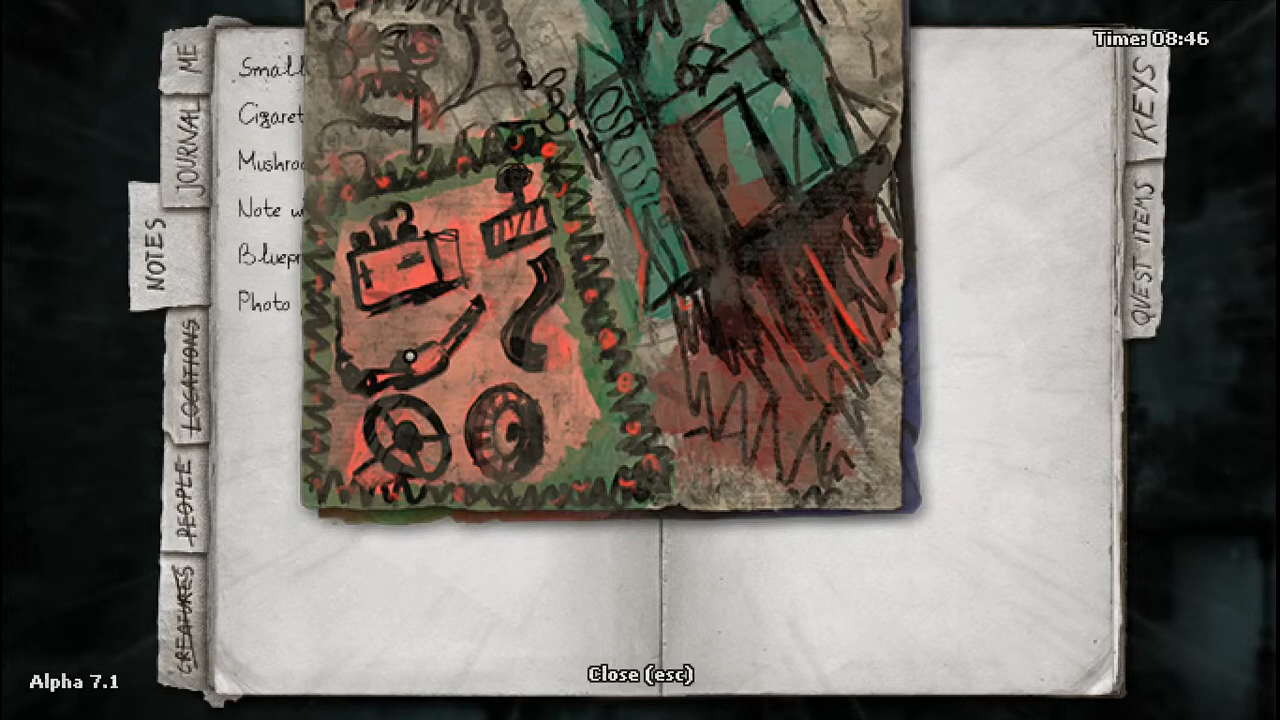 Time: 08:46
ME
JOURNAL
NOTES
LOCATIONS
PEOPLE
CREATURES
KEYS
QUEST ITEMS
Small
Cigaret
Mushroo
Note w
Bluepr
Photo
Close (esc)
Alpha 7.1